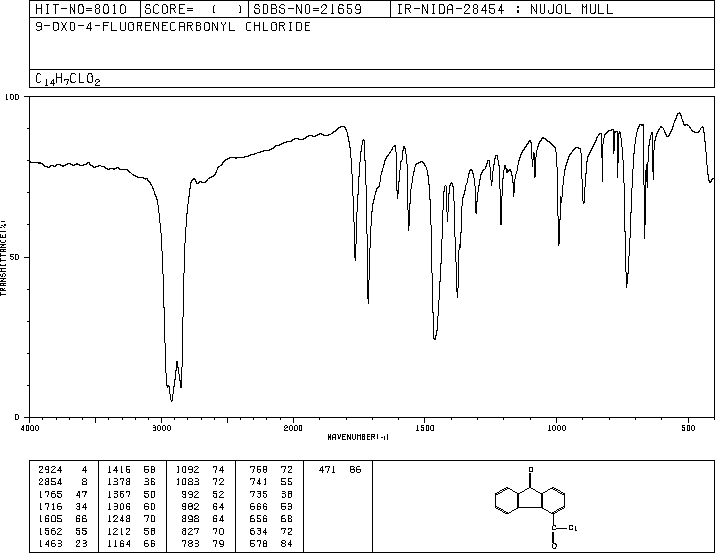 HIT-NO=8010 SCORE= ( ) SDBS-NO=21659 IR-NIDA-28454 : NUJOL MULL
9-OXO-4-FLUORENECARBONYL CHLORIDE
C14H7CLO2
100
50
0
TRANSMITTANCE(%)
4000 3000 2000 1500 1000 500
WAVENUMBER(-1)
2924 4 1416 68 1092 74 768 72 471 86
2854 8 1378 36 1083 72 741 55
1765 47 1367 50 992 52 735 38
1716 34 1306 60 982 64 666 53
1605 66 1248 70 898 64 656 68
1562 55 1212 58 827 70 634 72
1463 23 1164 66 783 79 578 84
O
C Cl
O